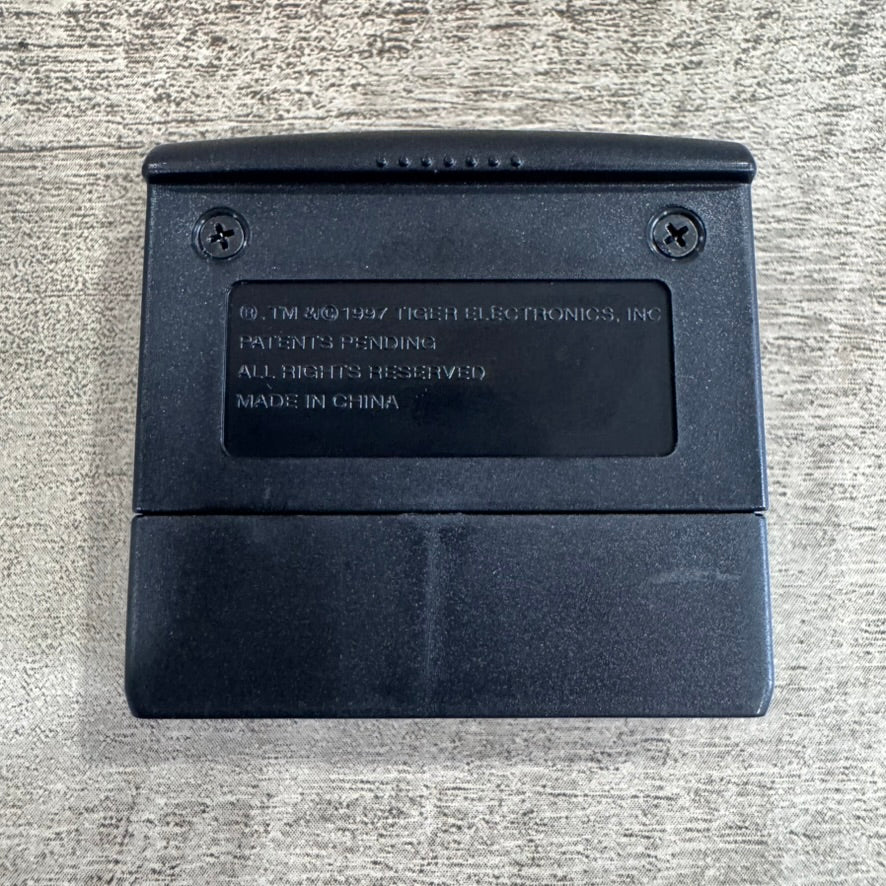 ®, TM &©1997 TIGER ELECTRONICS, INC
PATENTS PENDING
ALL RIGHTS RESERVED
MADE IN CHINA